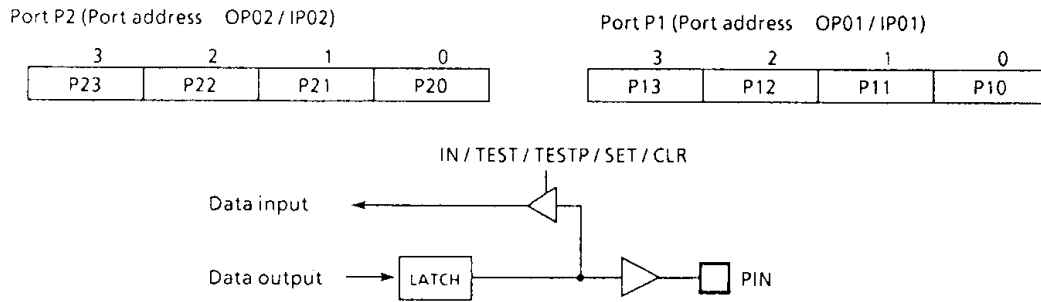 Port P2 (Port address OP02 / IP02)
3 2 1 0
P23 P22 P21 P20
Port P1 (Port address OP01 / IP01)
3 2 1 0
P13 P12 P11 P10
IN / TEST / TESTP / SET / CLR
Data input
Data output LATCH PIN